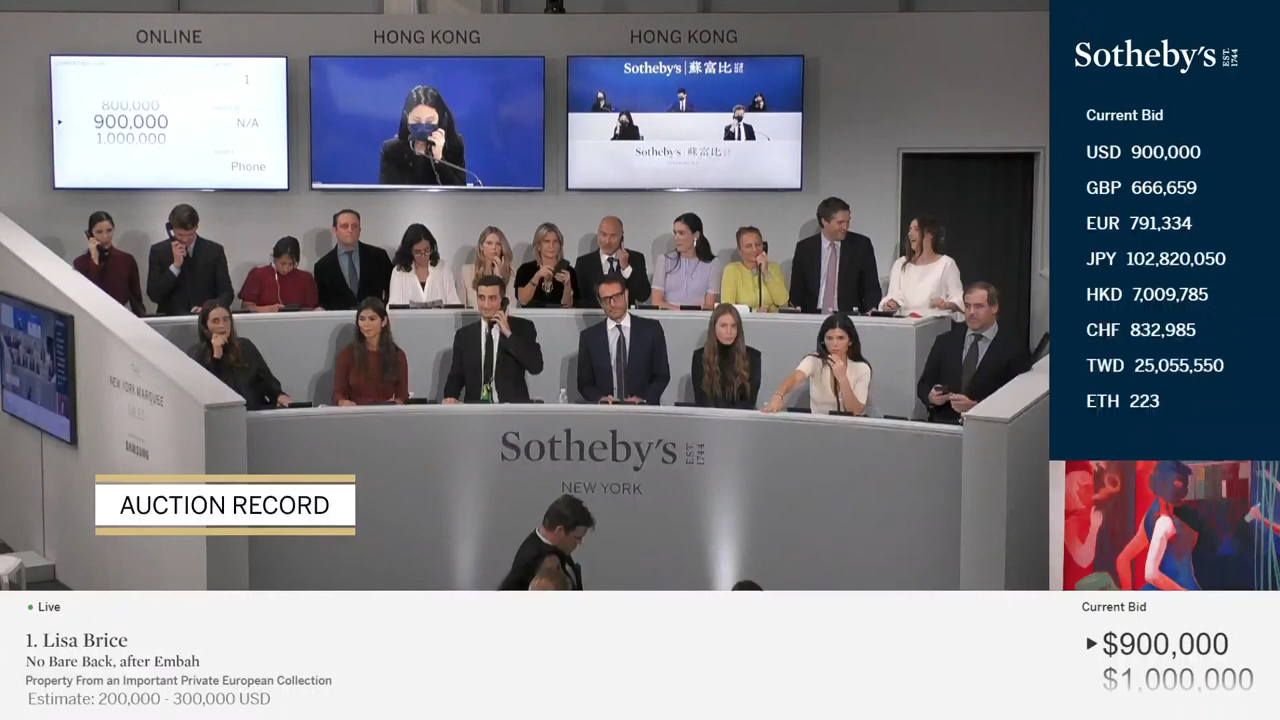 ONLINE
HONG KONG
HONG KONG
1
800,000
900,000
1,000,000
N/A
Phone
Sotheby's 蘇富比
Sotheby's 蘇富比
NEW YORK MARQUEE
SAMSUNG
Sotheby's EST. 1744
NEW YORK
AUCTION RECORD
Sotheby's EST. 1744
Current Bid
USD 900,000
GBP 666,659
EUR 791,334
JPY 102,820,050
HKD 7,009,785
CHF 832,985
TWD 25,055,550
ETH 223
Live
1. Lisa Brice
No Bare Back, after Embah
Property From an Important Private European Collection
Estimate: 200,000 - 300,000 USD
Current Bid
$900,000
$1,000,000